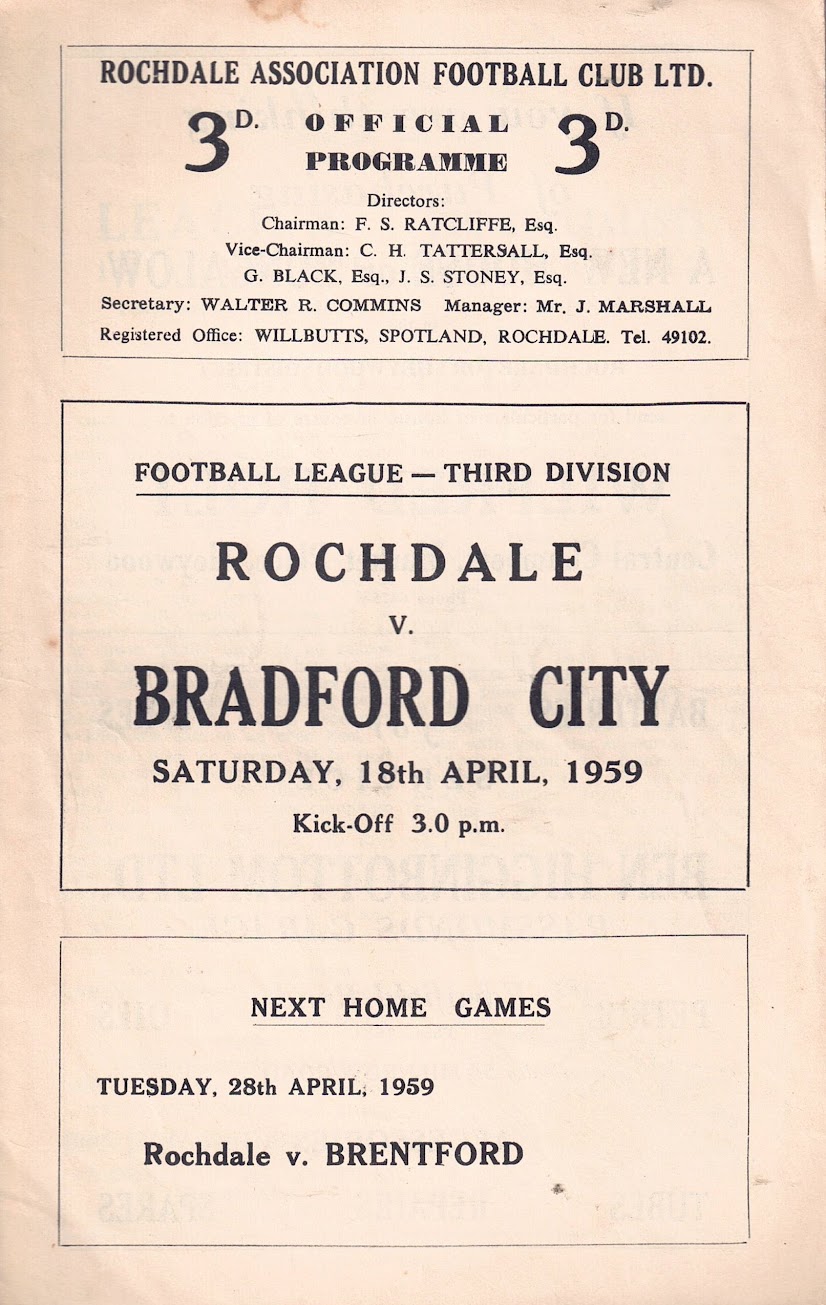 ROCHDALE ASSOCIATION FOOTBALL CLUB LTD.
3D. OFFICIAL 3D.
PROGRAMME
Directors:
Chairman: F. S. RATCLIFFE, Esq.
Vice-Chairman: C. H. TATTERSALL, Esq.
G. BLACK, Esq., J. S. STONEY, Esq.
Secretary: WALTER R. COMMINS Manager: Mr. J. MARSHALL
Registered Office: WILLBUTTS, SPOTLAND, ROCHDALE. Tel. 49102.
FOOTBALL LEAGUE — THIRD DIVISION
ROCHDALE
V.
BRADFORD CITY
SATURDAY, 18th APRIL, 1959
Kick-Off 3.0 p.m.
NEXT HOME GAMES
TUESDAY, 28th APRIL, 1959
Rochdale v. BRENTFORD